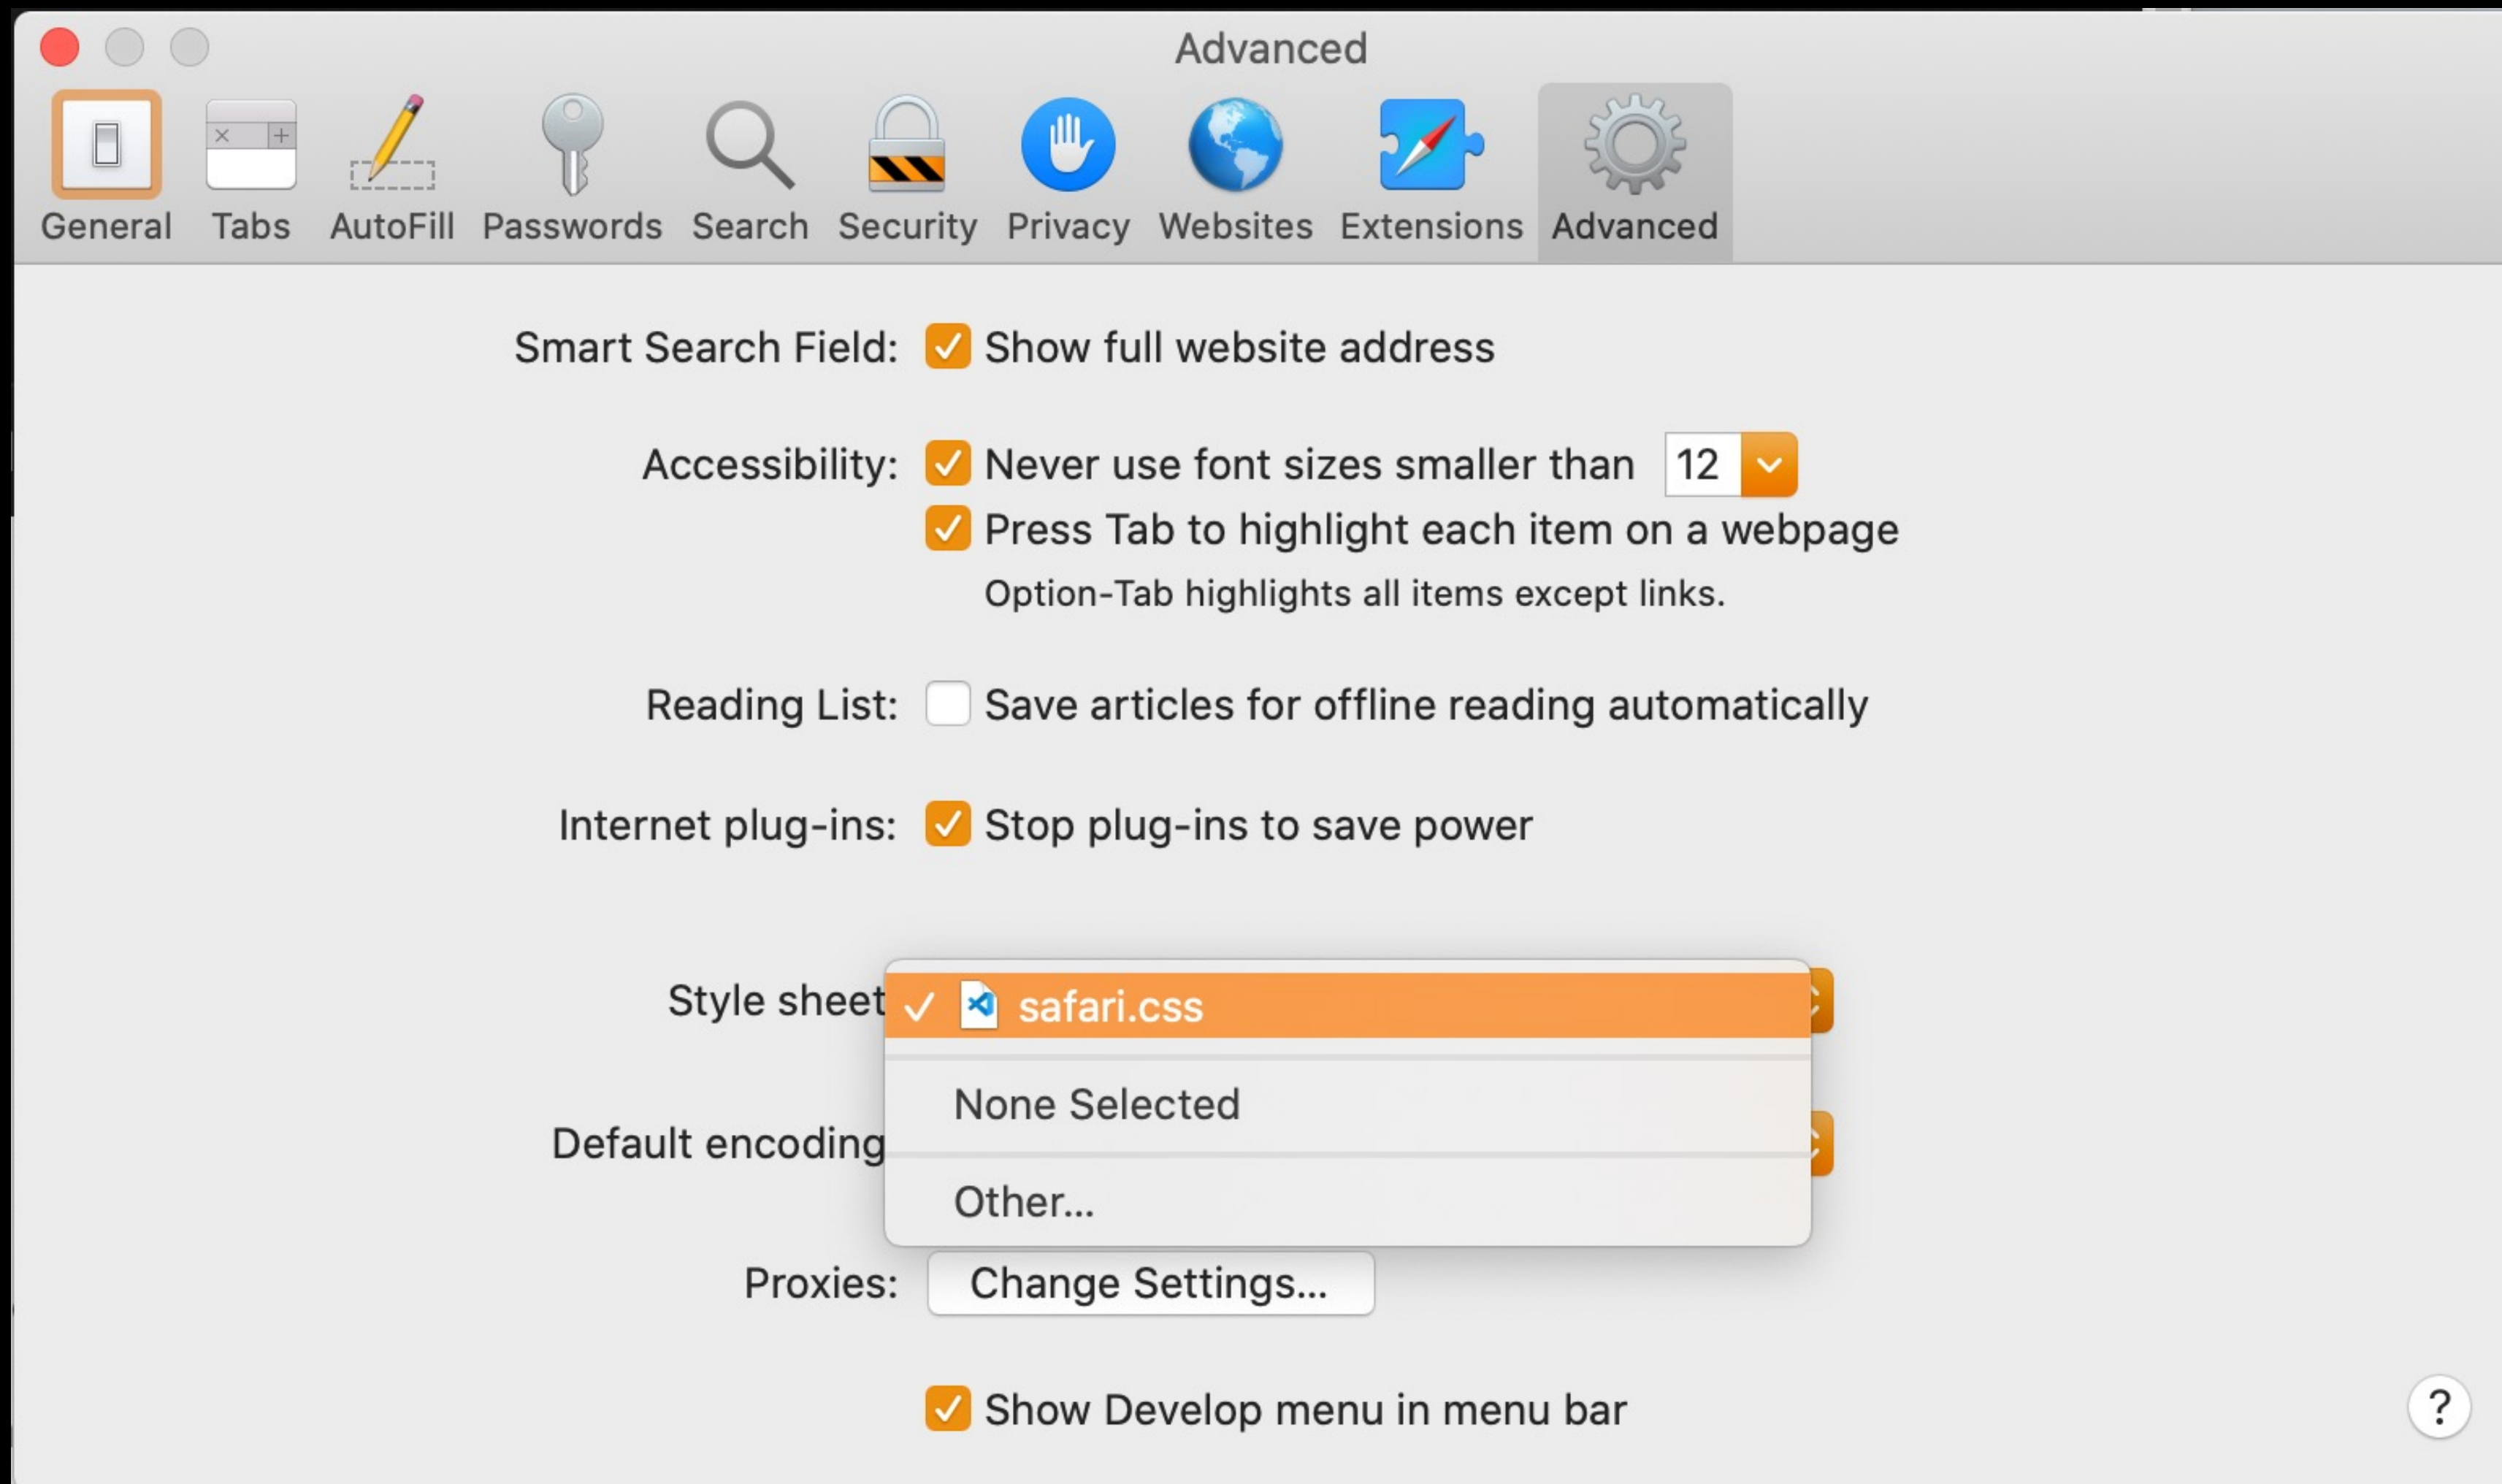 Advanced
General Tabs AutoFill Passwords Search Security Privacy Websites Extensions Advanced
Smart Search Field: Show full website address
Accessibility: Never use font sizes smaller than 12
Press Tab to highlight each item on a webpage
Option-Tab highlights all items except links.
Reading List: Save articles for offline reading automatically
Internet plug-ins: Stop plug-ins to save power
Style sheet safari.css
None Selected
Default encoding
Other...
Proxies: Change Settings...
Show Develop menu in menu bar
?